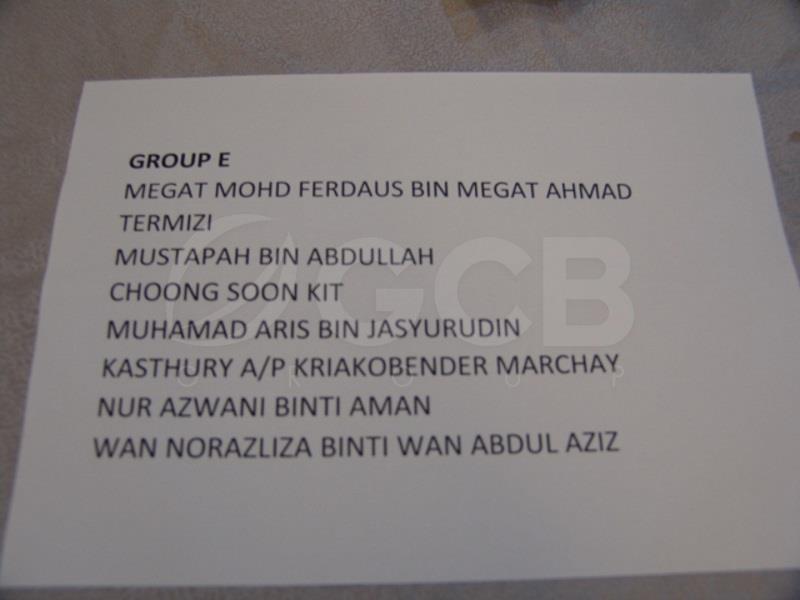 GROUP E
MEGAT MOHD FERDAUS BIN MEGAT AHMAD
TERMIZI
MUSTAPAH BIN ABDULLAH
CHOONG SOON KIT
MUHAMAD ARIS BIN JASYURUDIN
KASTHURY A/P KRIAKOBENDER MARCHAY
NUR AZWANI BINTI AMAN
WAN NORAZLIZA BINTI WAN ABDUL AZIZ
GCB
GROUP